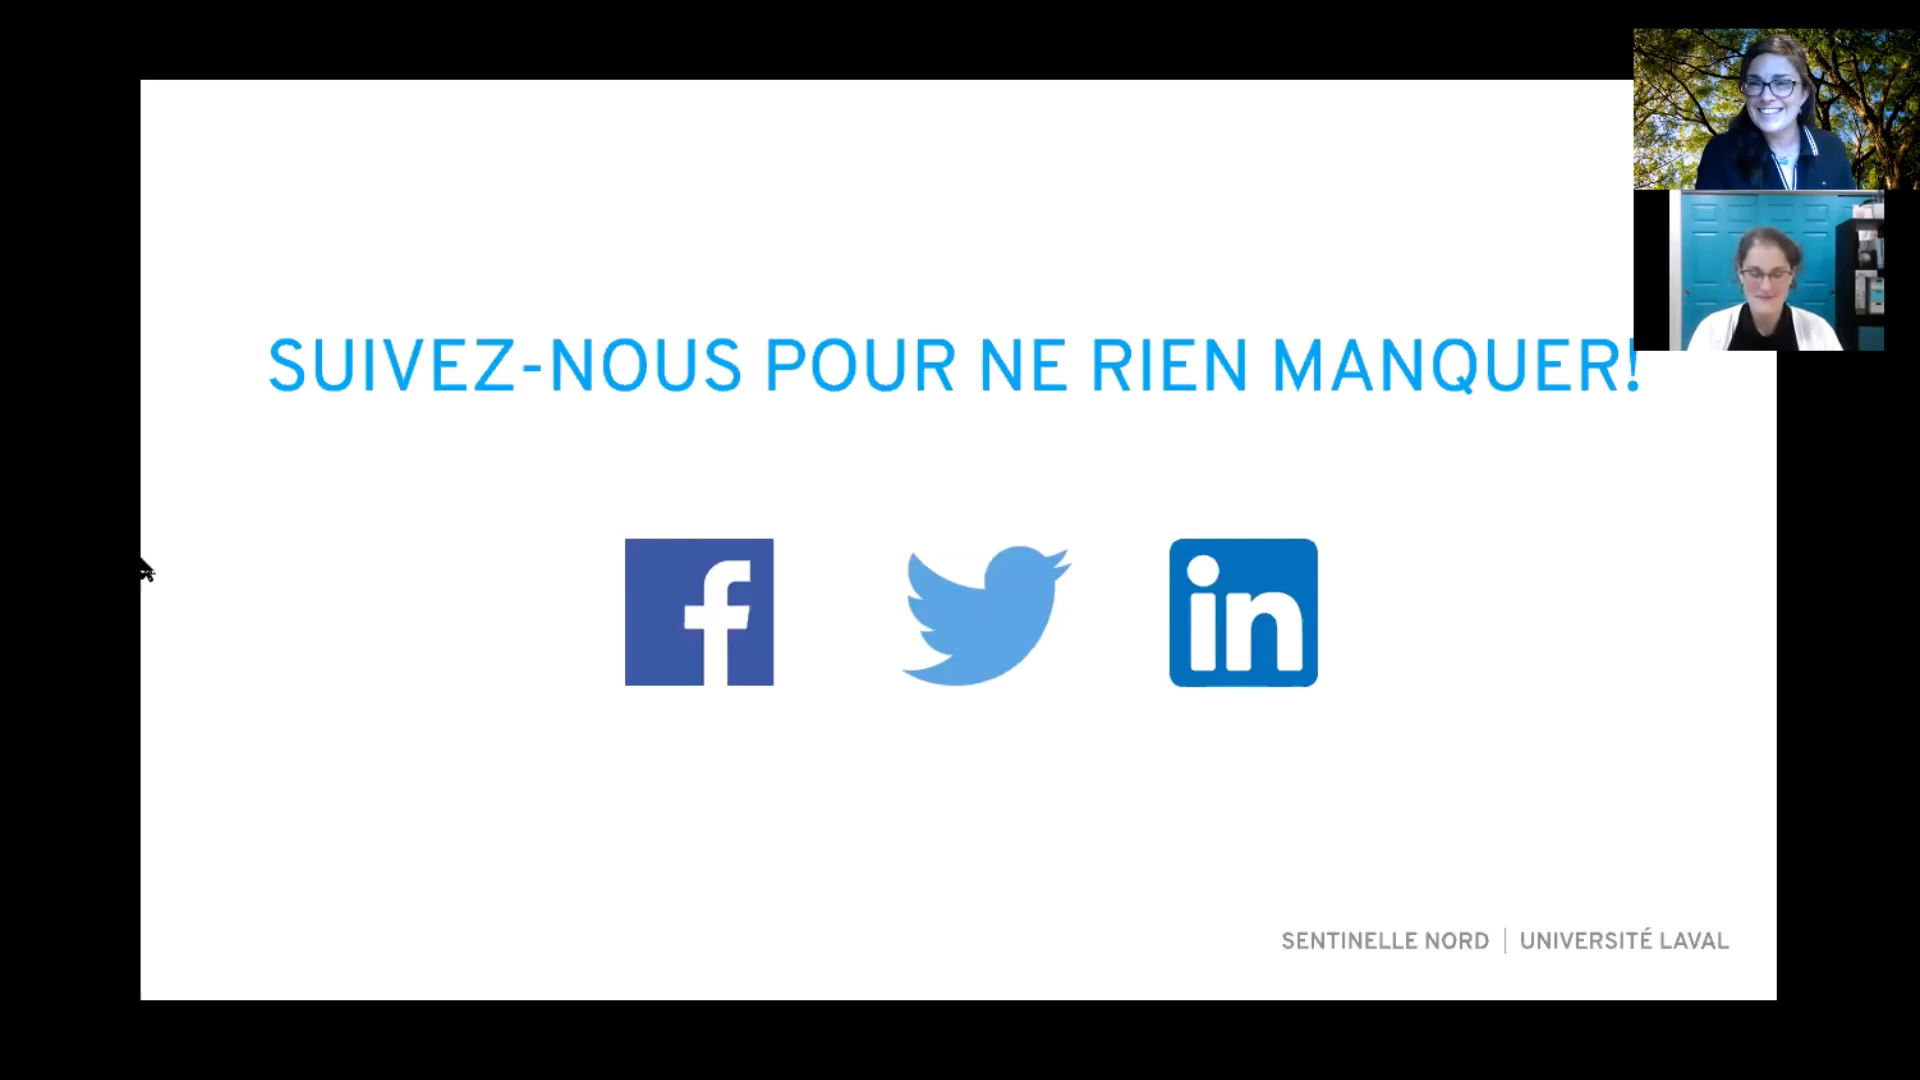 SUIVEZ-NOUS POUR NE RIEN MANQUER!
f
in
SENTINELLE NORD | UNIVERSITÉ LAVAL